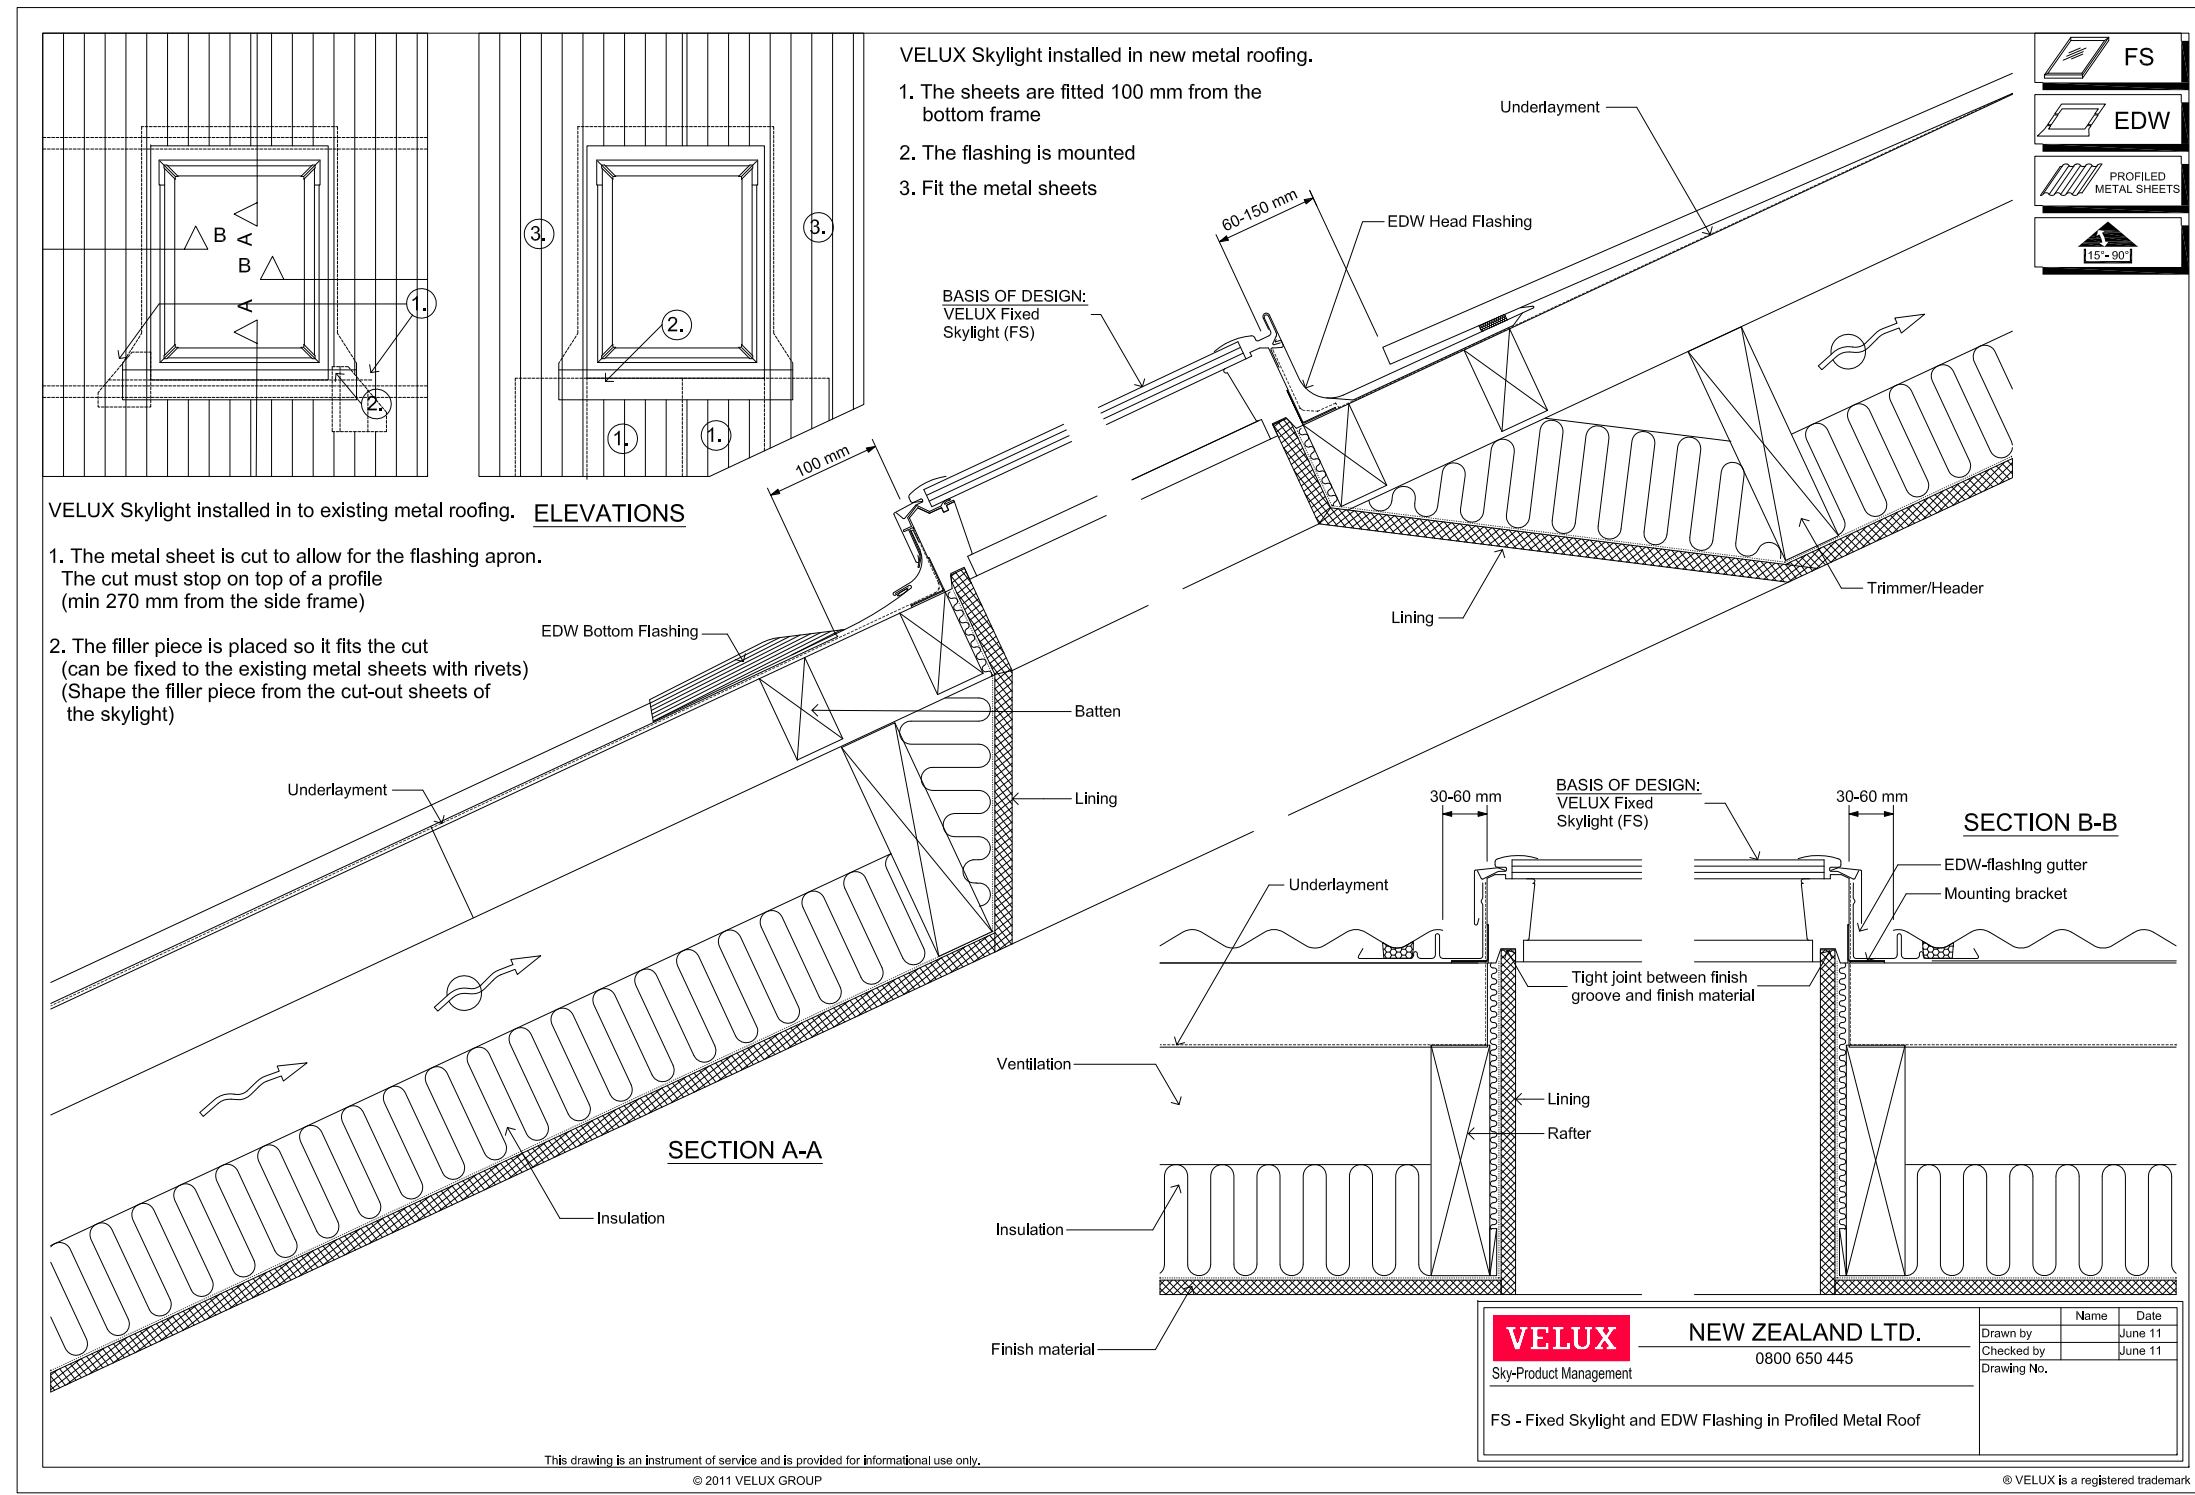 VELUX Skylight installed in new metal roofing.
1. The sheets are fitted 100 mm from the
bottom frame
2. The flashing is mounted
3. Fit the metal sheets
FS
EDW
PROFILED
METAL SHEETS
15°- 90°
B
A
B
A
1.
2.
3.
3.
2.
1.
1.
VELUX Skylight installed in to existing metal roofing.
ELEVATIONS
1. The metal sheet is cut to allow for the flashing apron.
The cut must stop on top of a profile
(min 270 mm from the side frame)
2. The filler piece is placed so it fits the cut
(can be fixed to the existing metal sheets with rivets)
(Shape the filler piece from the cut-out sheets of
the skylight)
Underlayment
60-150 mm
EDW Head Flashing
BASIS OF DESIGN:
VELUX Fixed
Skylight (FS)
100 mm
EDW Bottom Flashing
Trimmer/Header
Lining
Batten
Lining
Underlayment
Insulation
SECTION A-A
SECTION B-B
BASIS OF DESIGN:
VELUX Fixed
Skylight (FS)
30-60 mm
30-60 mm
EDW-flashing gutter
Mounting bracket
Underlayment
Tight joint between finish
groove and finish material
Ventilation
Lining
Rafter
Insulation
Finish material
VELUX
Sky-Product Management
NEW ZEALAND LTD.
0800 650 445
FS - Fixed Skylight and EDW Flashing in Profiled Metal Roof
Name Date
Drawn by June 11
Checked by June 11
Drawing No.
This drawing is an instrument of service and is provided for informational use only.
© 2011 VELUX GROUP
® VELUX is a registered trademark